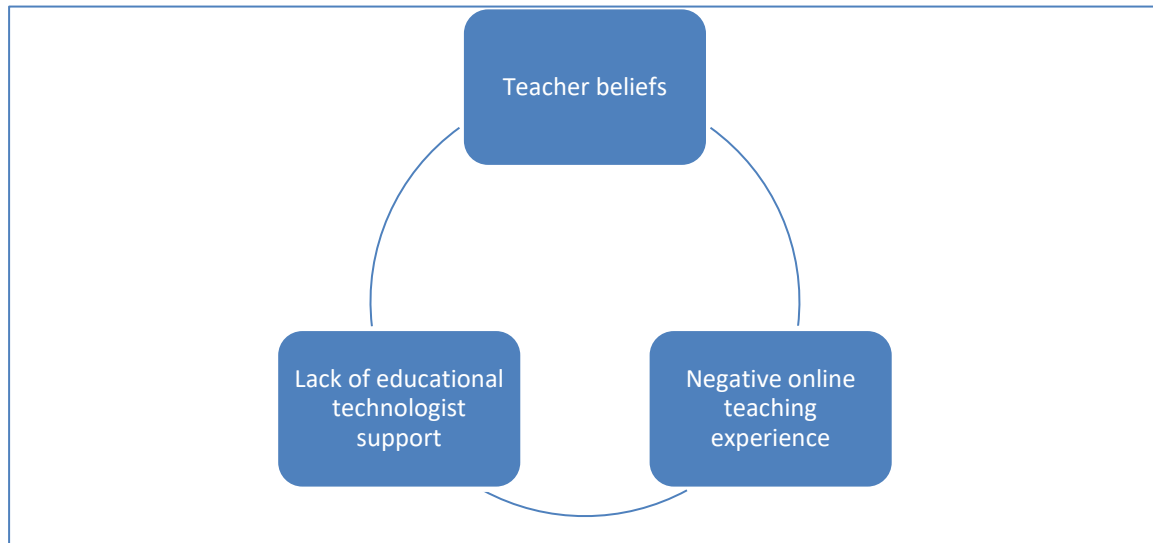 Teacher beliefs
Lack of educational
technologist
support
Negative online
teaching
experience